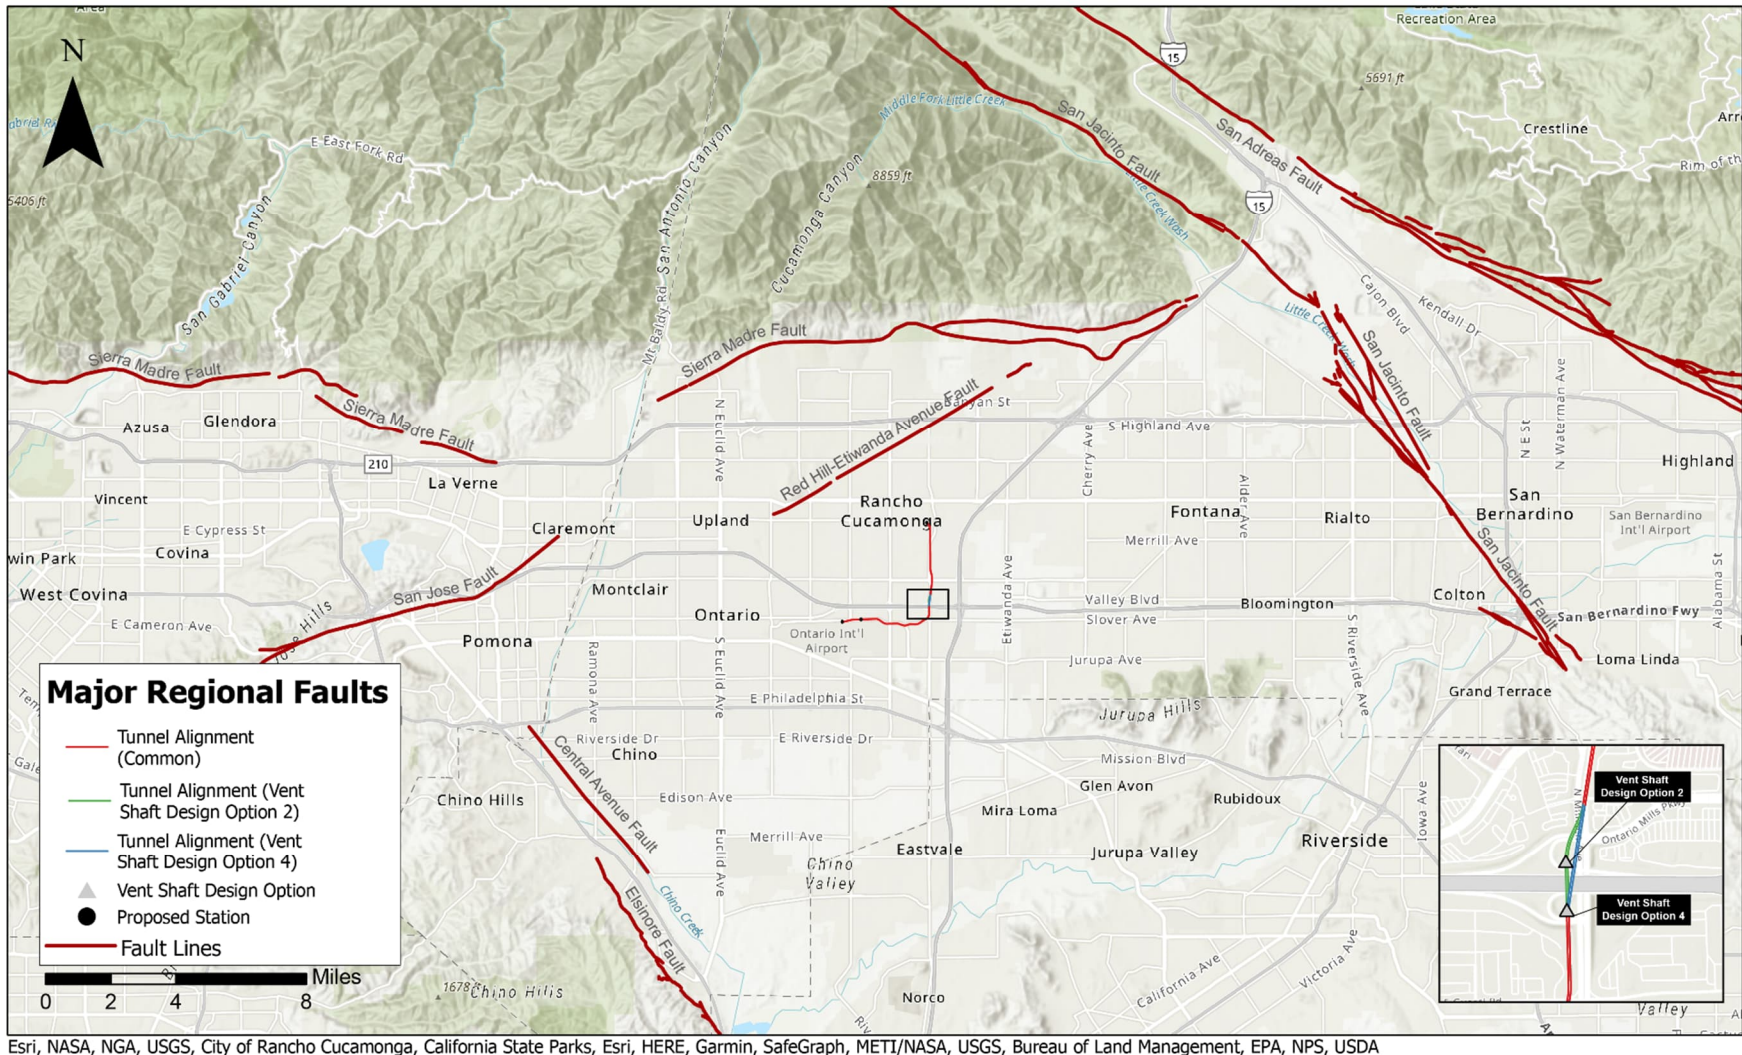 Recreation Area
Area
N
15
5691 ft
Crestline
Rim of the
E East Fork Rd
Middle Fork Little Creek
San Jacinto Fault
San Adreas Fault
5406 ft
8859 ft
San Gabriel Canyon
San Antonio Canyon
Mt Baldy Rd
Cucamonga Canyon
15
Cajon Blvd
Kendall Dr
Sierra Madre Fault
Sierra Madre Fault
San Jacinto Fault
Azusa
Glendora
Sierra Madre Fault
N Euclid Ave
Red Hill-Etiwanda Avenue Fault
S Highland Ave
N E St
N Waterman Ave
Highland
210
La Verne
Cherry Ave
Alder Ave
Vincent
E Cypress St
Claremont
Upland
Rancho
Cucamonga
Fontana
Rialto
San
Bernardino
San Bernardino
Int'l Airport
Covina
Merrill Ave
San Jacinto Fault
win Park
West Covina
San Jose Fault
Montclair
Ontario
Etiwanda Ave
Valley Blvd
Slover Ave
Bloomington
Colton
San Bernardino Fwy
Alabama St
E Cameron Ave
Hills
Pomona
Ontario Int'l
Airport
Jurupa Ave
S Riverside Ave
Loma Linda
Grand Terrace
Ramona Ave
S Euclid Ave
E Philadelphia St
Jurupa Hills
Riverside Dr
E Riverside Dr
Chino
Central Avenue Fault
Mission Blvd
Chino Hills
Edison Ave
Glen Avon
Mira Loma
Rubidoux
Iowa Ave
Merrill Ave
Eastvale
Jurupa Valley
Riverside
Euclid Ave
Chino
Valley
Elsinore Fault
Chino Creek
California Ave
Victoria Ave
Norco
Chino Hills
Valley
Major Regional Faults
Tunnel Alignment
(Common)
Tunnel Alignment (Vent
Shaft Design Option 2)
Tunnel Alignment (Vent
Shaft Design Option 4)
Vent Shaft Design Option
Proposed Station
Fault Lines
Miles
0 2 4 8
Vent Shaft
Design Option 2
Ontario Mills Pkwy
Vent Shaft
Design Option 4
Esri, NASA, NGA, USGS, City of Rancho Cucamonga, California State Parks, Esri, HERE, Garmin, SafeGraph, METI/NASA, USGS, Bureau of Land Management, EPA, NPS, USDA